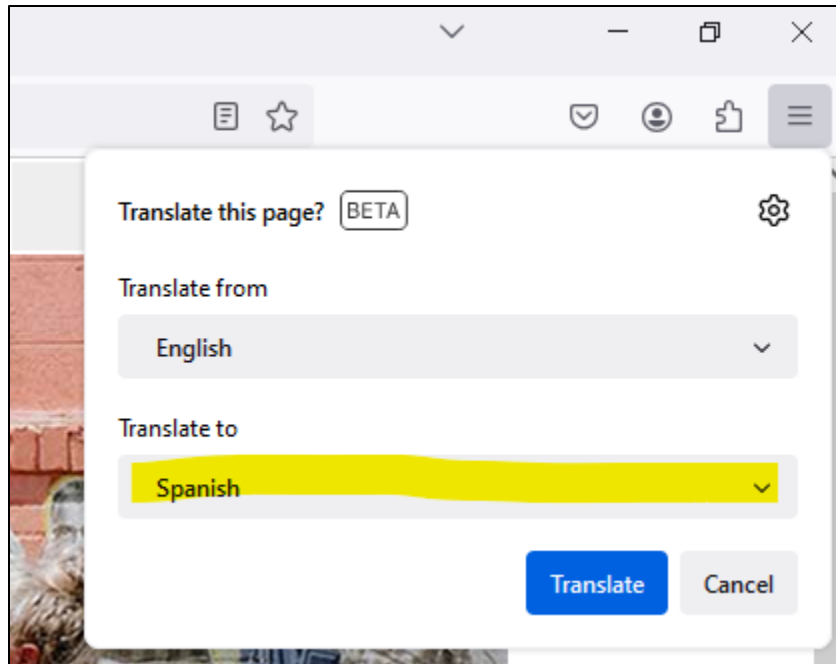 Translate this page? BETA
Translate from
English
Translate to
Spanish
Translate Cancel